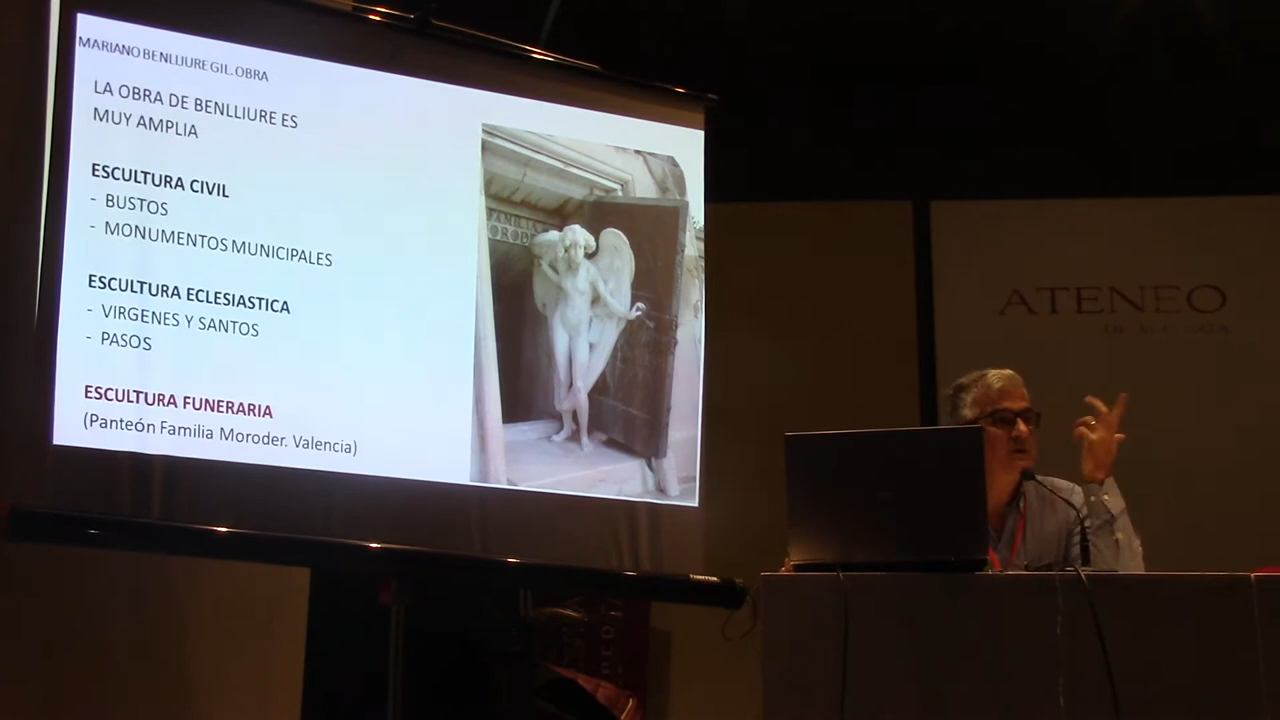 MARIANO BENLLIURE GIL. OBRA
LA OBRA DE BENLLIURE ES
MUY AMPLIA
ESCULTURA CIVIL
- BUSTOS
- MONUMENTOS MUNICIPALES
ESCULTURA ECLESIASTICA
- VIRGENES Y SANTOS
- PASOS
ESCULTURA FUNERARIA
(Panteón Familia Moroder. Valencia)
FAMILIA
ATENEO